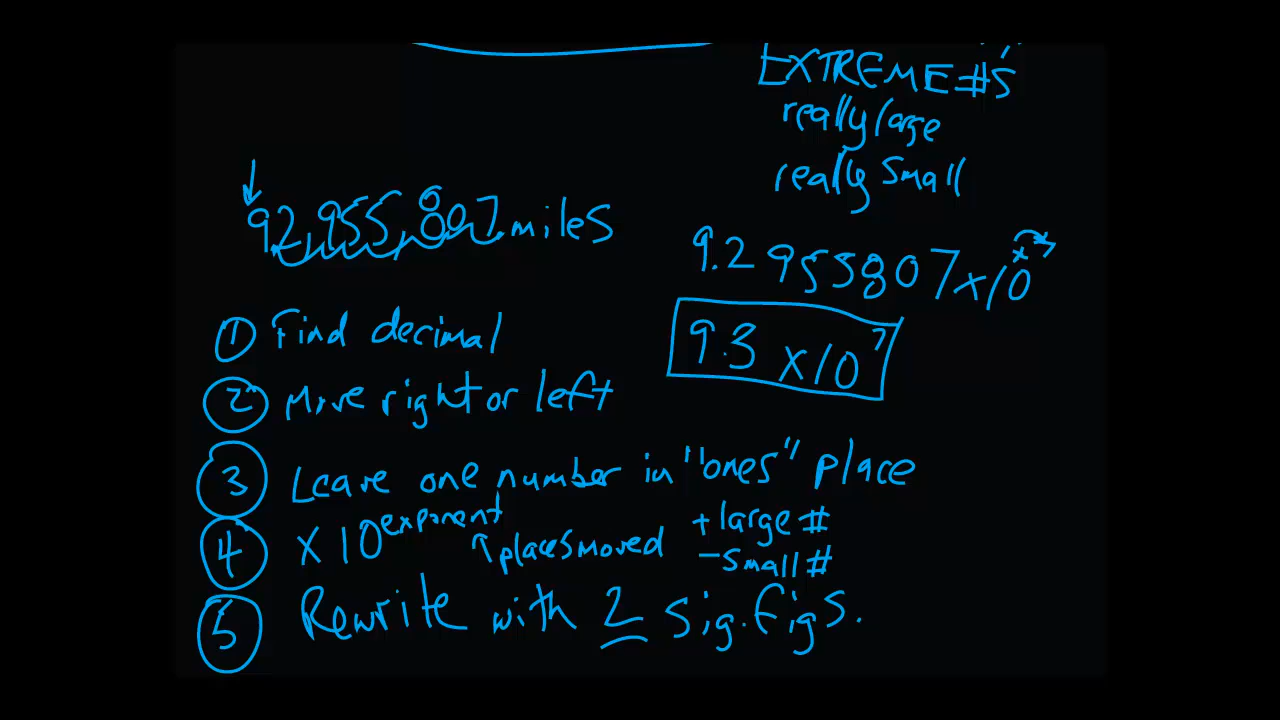 EXTREME #'S
really large
really small
92,955,807. miles
9.2955807 x 10
9.3 x 10⁷
① Find decimal
② Move right or left
③ Leave one number in "ones" place
④ x 10^exponent ↑ places moved + large #
− small #
⑤ Rewrite with 2 sig. figs.